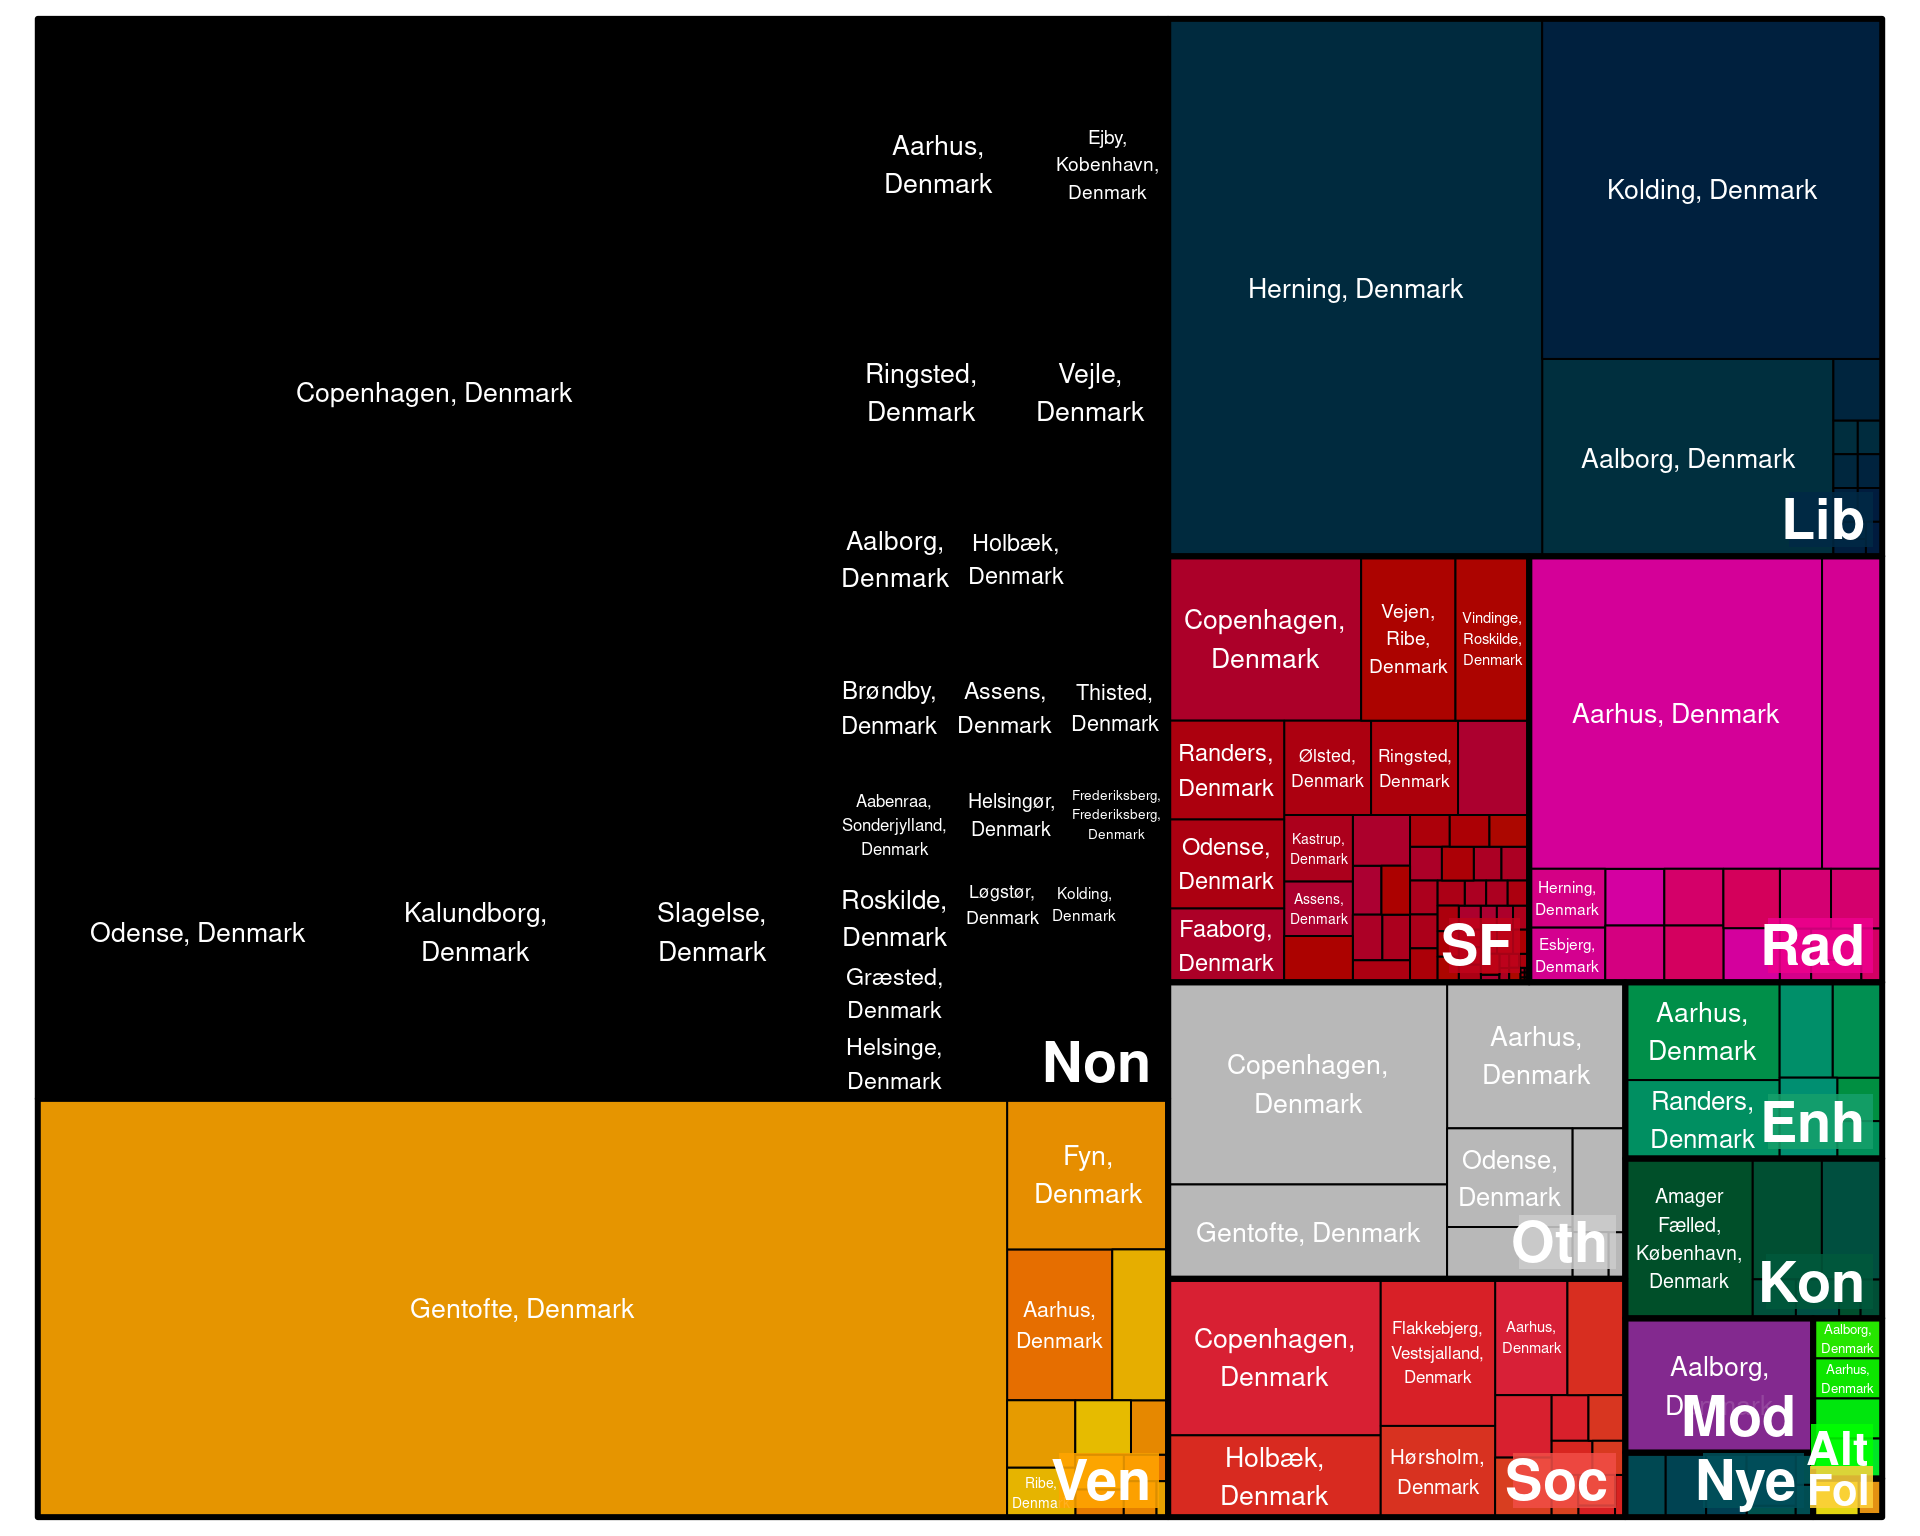 Copenhagen, Denmark
Odense, Denmark
Kalundborg,
Denmark
Slagelse,
Denmark
Aarhus,
Denmark
Ejby,
Kobenhavn,
Denmark
Ringsted,
Denmark
Vejle,
Denmark
Aalborg,
Denmark
Holbæk,
Denmark
Brøndby,
Denmark
Assens,
Denmark
Thisted,
Denmark
Aabenraa,
Sonderjylland,
Denmark
Helsingør,
Denmark
Frederiksberg,
Frederiksberg,
Denmark
Roskilde,
Denmark
Løgstør,
Denmark
Kolding,
Denmark
Græsted,
Denmark
Helsinge,
Denmark
Non
Gentofte, Denmark
Fyn,
Denmark
Aarhus,
Denmark
Ribe,
Ven
Herning, Denmark
Kolding, Denmark
Aalborg, Denmark
Lib
Copenhagen,
Denmark
Vejen,
Ribe,
Denmark
Vindinge,
Roskilde,
Denmark
Randers,
Denmark
Ølsted,
Denmark
Ringsted,
Denmark
Odense,
Denmark
Kastrup,
Denmark
Assens,
Denmark
Faaborg,
Denmark
SF
Aarhus, Denmark
Herning,
Denmark
Esbjerg,
Denmark
Rad
Copenhagen,
Denmark
Aarhus,
Denmark
Odense,
Denmark
Gentofte, Denmark
Oth
Aarhus,
Denmark
Randers,
Denmark
Enh
Amager
Fælled,
København,
Denmark
Kon
Copenhagen,
Denmark
Flakkebjerg,
Vestsjalland,
Denmark
Aarhus,
Denmark
Holbæk,
Denmark
Hørsholm,
Denmark
Soc
Aalborg,
Mod
Aalborg,
Denmark
Aarhus,
Denmark
Alt
Nye
Fol